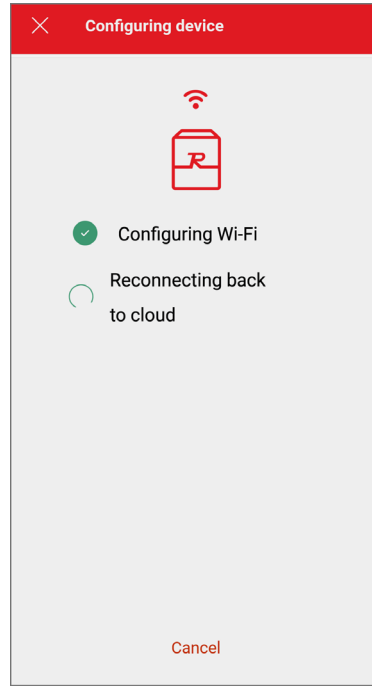 Configuring device
R
Configuring Wi-Fi
Reconnecting back
to cloud
Cancel